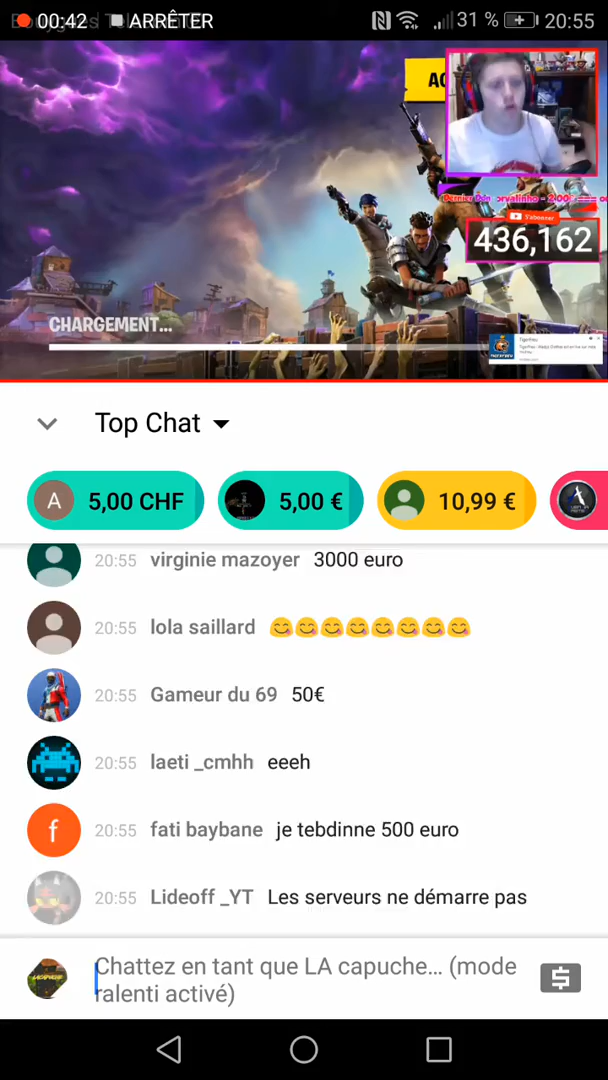 00:42 ARRÊTER 31 % 20:55
S'abonner
436,162
CHARGEMENT...
Top Chat
A 5,00 CHF 5,00 € 10,99 €
20:55 virginie mazoyer 3000 euro
20:55 lola saillard 😋😋😋😋😋😋😋😋
20:55 Gameur du 69 50€
20:55 laeti _cmhh eeeh
f 20:55 fati baybane je tebdinne 500 euro
20:55 Lideoff _YT Les serveurs ne démarre pas
Chattez en tant que LA capuche... (mode
ralenti activé)